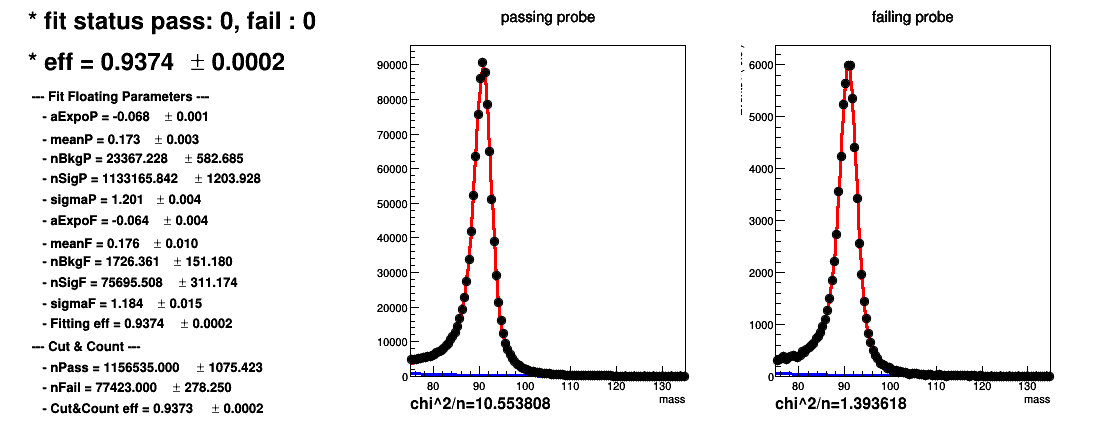 * fit status pass: 0, fail : 0
* eff = 0.9374 ± 0.0002
--- Fit Floating Parameters ---
- aExpoP = -0.068 ± 0.001
- meanP = 0.173 ± 0.003
- nBkgP = 23367.228 ± 582.685
- nSigP = 1133165.842 ± 1203.928
- sigmaP = 1.201 ± 0.004
- aExpoF = -0.064 ± 0.004
- meanF = 0.176 ± 0.010
- nBkgF = 1726.361 ± 151.180
- nSigF = 75695.508 ± 311.174
- sigmaF = 1.184 ± 0.015
- Fitting eff = 0.9374 ± 0.0002
--- Cut & Count ---
- nPass = 1156535.000 ± 1075.423
- nFail = 77423.000 ± 278.250
- Cut&Count eff = 0.9373 ± 0.0002
passing probe
90000
80000
70000
60000
50000
40000
30000
20000
10000
0
80 90 100 110 120 130
mass
chi^2/n=10.553808
failing probe
6000
5000
4000
3000
2000
1000
0
80 90 100 110 120 130
mass
chi^2/n=1.393618